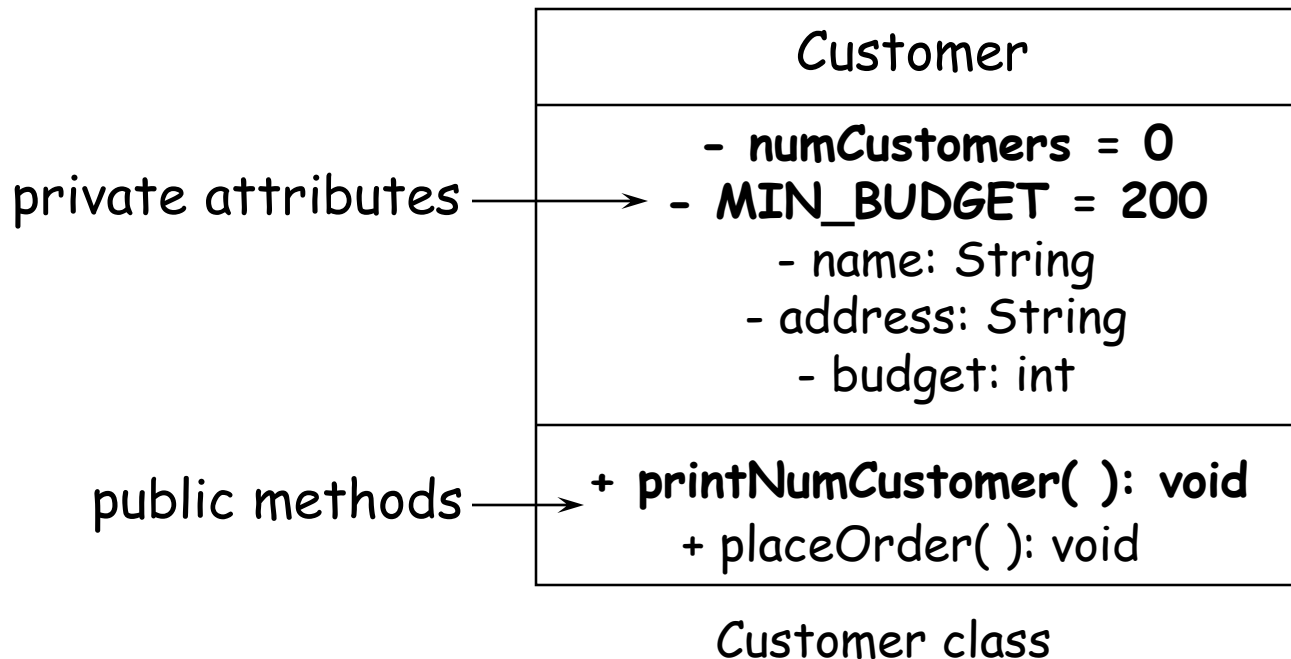 Customer
- numCustomers = 0
private attributes
- MIN_BUDGET = 200
- name: String
- address: String
- budget: int
+ printNumCustomer( ): void
public methods
+ placeOrder( ): void
Customer class